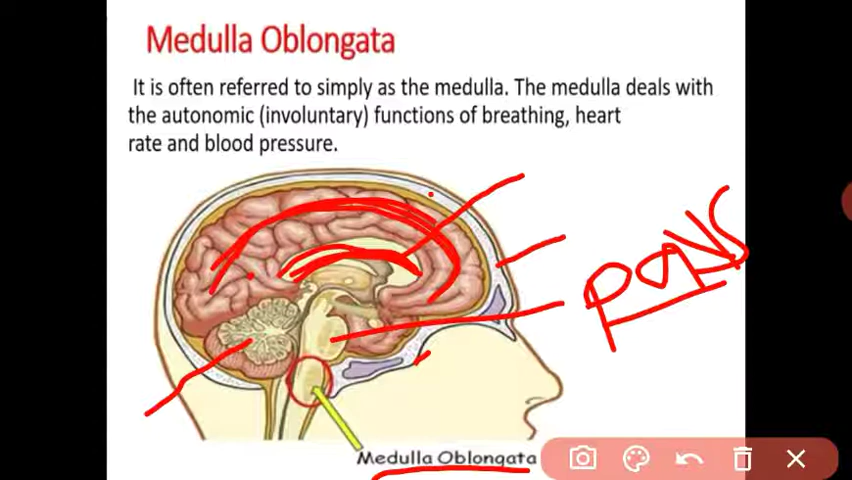 Medulla Oblongata
It is often referred to simply as the medulla. The medulla deals with
the autonomic (involuntary) functions of breathing, heart
rate and blood pressure.
PONS
Medulla Oblongata